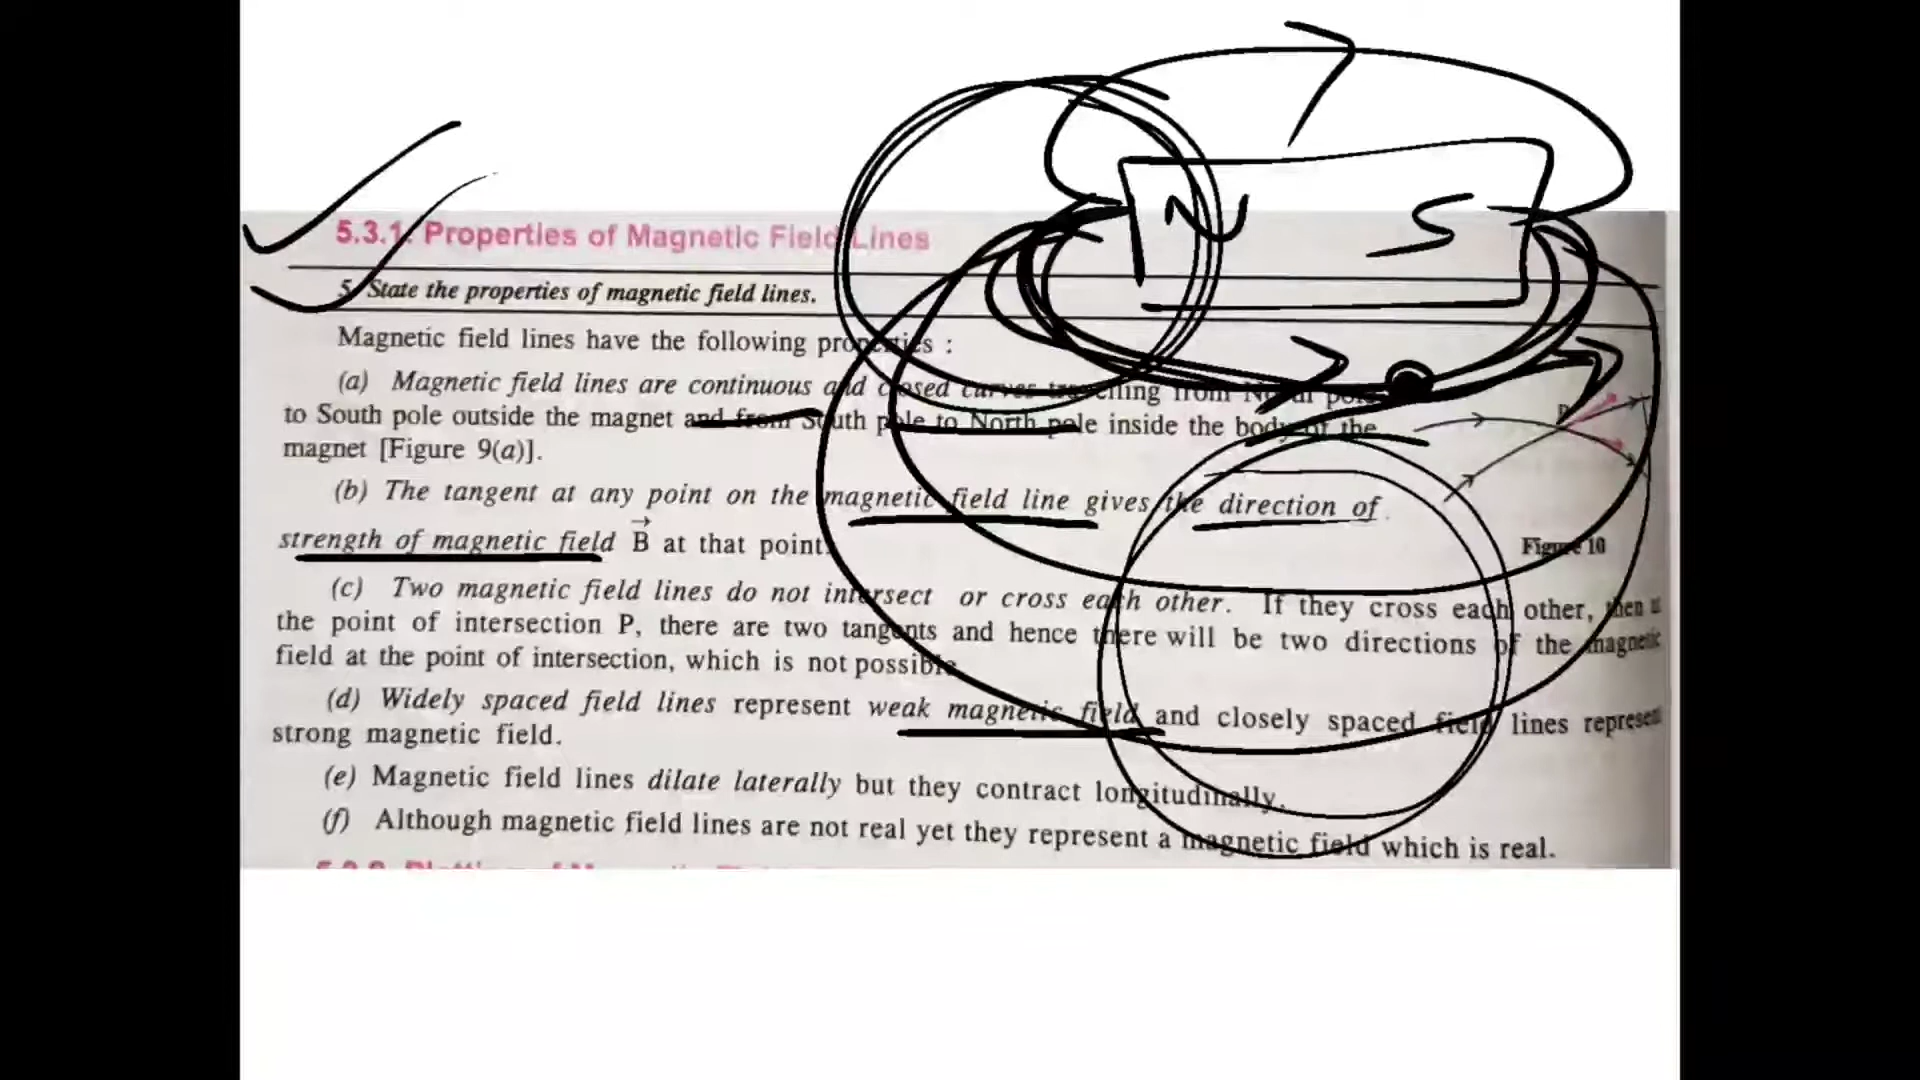 N S
5.3.1. Properties of Magnetic Field Lines
5. State the properties of magnetic field lines.
Magnetic field lines have the following properties :
(a) Magnetic field lines are continuous and closed curves travelling from North pole
to South pole outside the magnet and from South pole to North pole inside the body of the
magnet [Figure 9(a)].
P
(b) The tangent at any point on the magnetic field line gives the direction of
strength of magnetic field B⃗ at that point.
Figure 10
(c) Two magnetic field lines do not intersect or cross each other. If they cross each other, then at
the point of intersection P, there are two tangents and hence there will be two directions of the magnetic
field at the point of intersection, which is not possible
(d) Widely spaced field lines represent weak magnetic field and closely spaced field lines represent
strong magnetic field.
(e) Magnetic field lines dilate laterally but they contract longitudinally.
(f) Although magnetic field lines are not real yet they represent a magnetic field which is real.